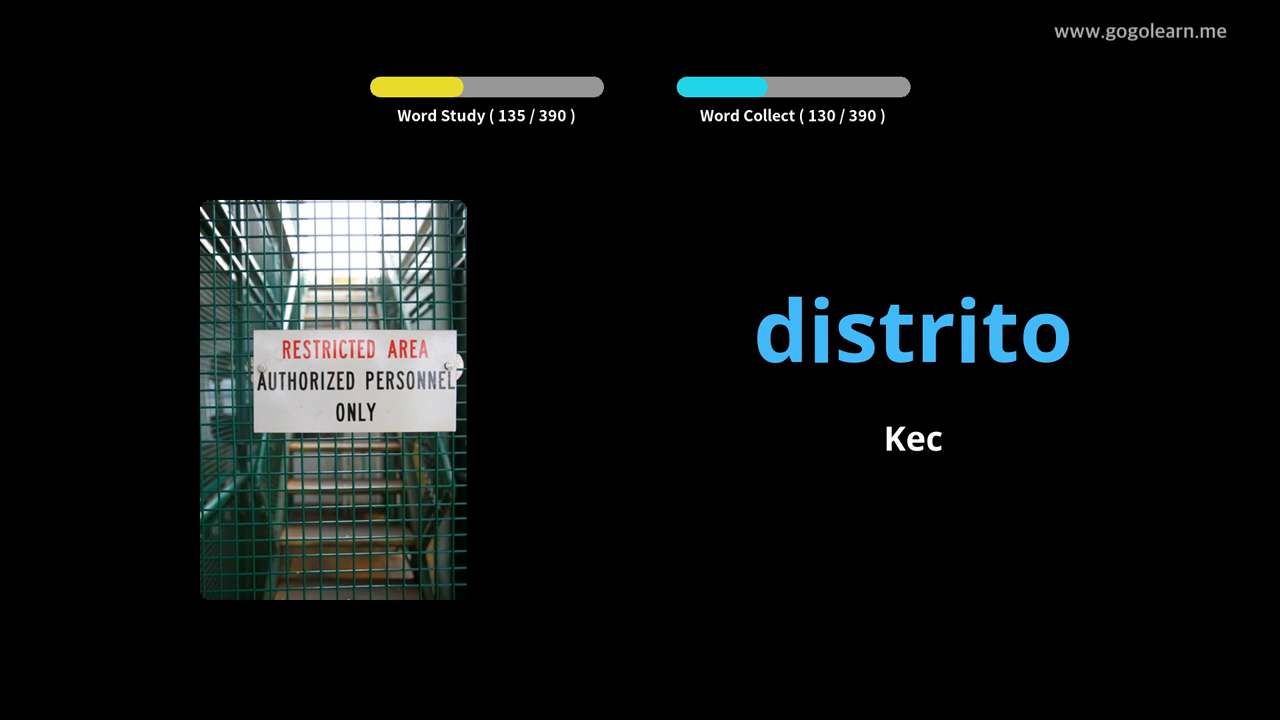 www.gogolearn.me
Word Study ( 135 / 390 )
Word Collect ( 130 / 390 )
RESTRICTED AREA
AUTHORIZED PERSONNEL
ONLY
distrito
Kec